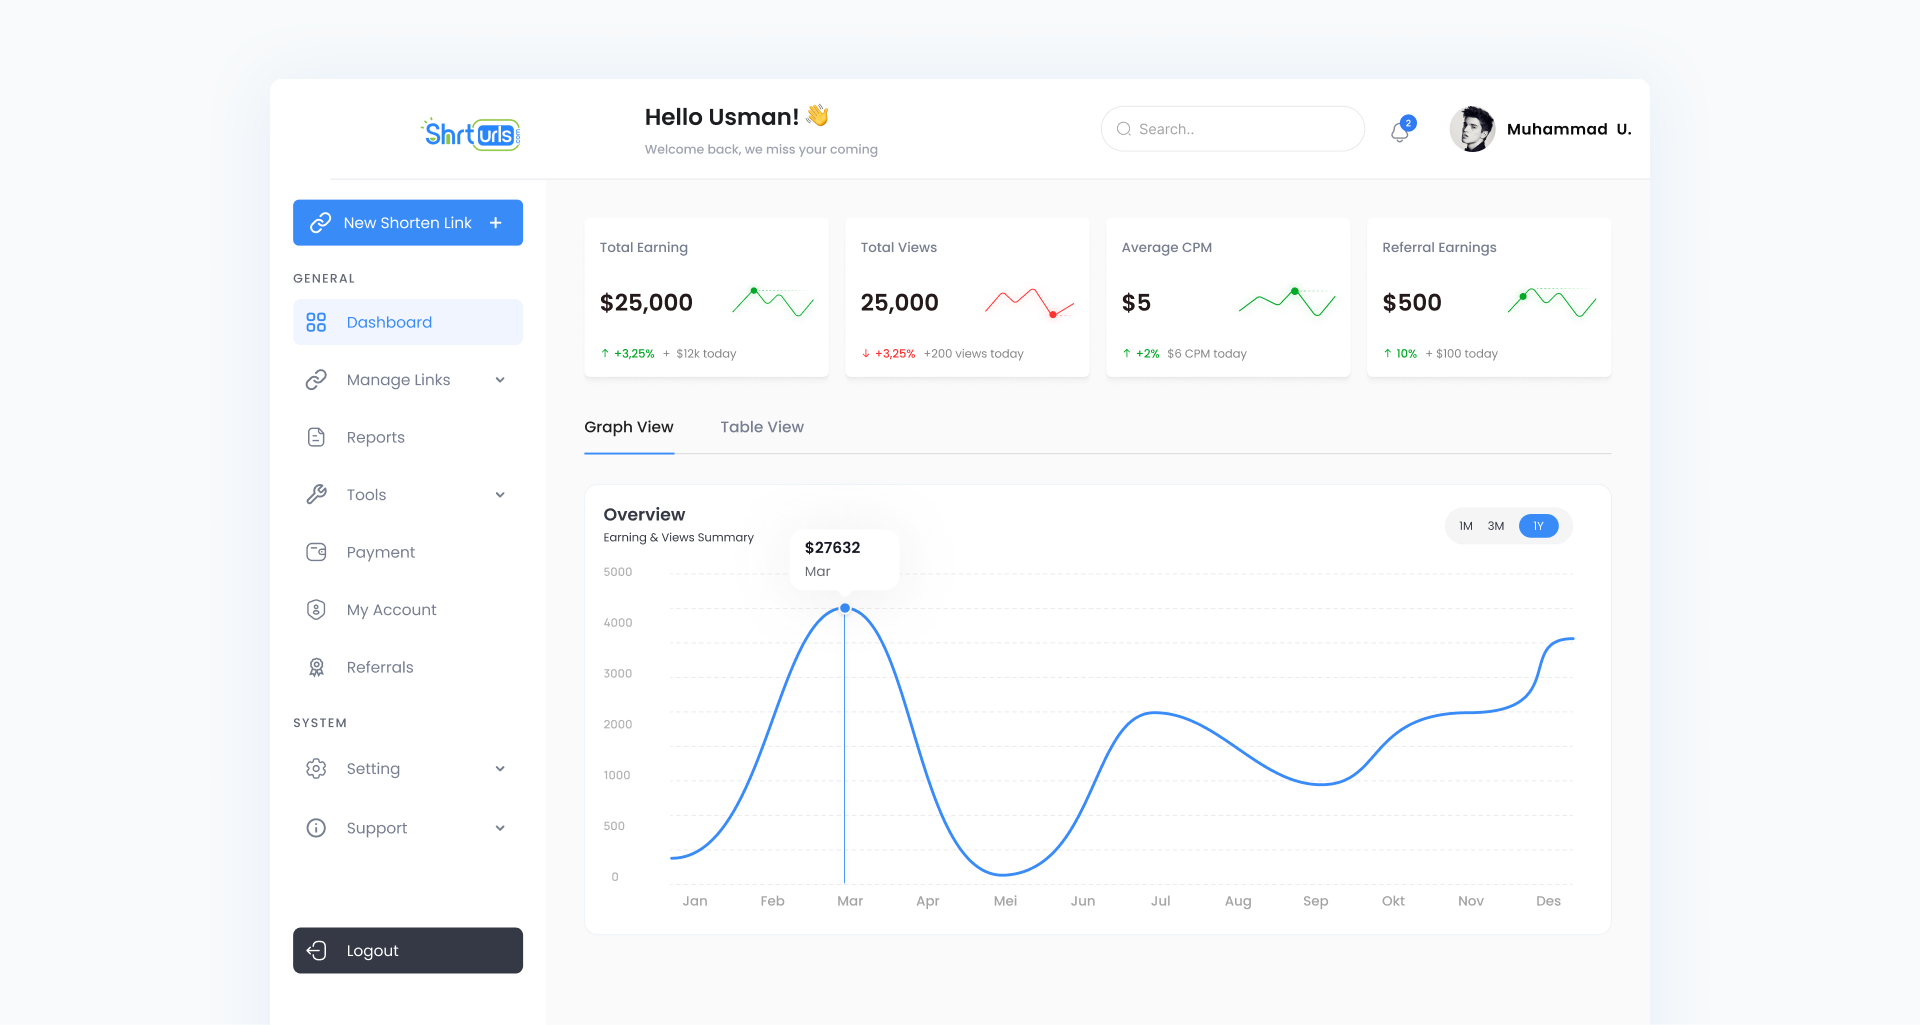 Shrt urls
Hello Usman! 👋
Welcome back, we miss your coming
Search..
2
Muhammad U.
New Shorten Link +
GENERAL
Dashboard
Manage Links
Reports
Tools
Payment
My Account
Referrals
SYSTEM
Setting
Support
Logout
Total Earning
$25,000
↑ +3,25% + $12k today
Total Views
25,000
↓ +3,25% +200 views today
Average CPM
$5
↑ +2% $6 CPM today
Referral Earnings
$500
↑ 10% + $100 today
Graph View
Table View
Overview
Earning & Views Summary
1M 3M 1Y
$27632
Mar
5000
4000
3000
2000
1000
500
0
Jan Feb Mar Apr Mei Jun Jul Aug Sep Okt Nov Des